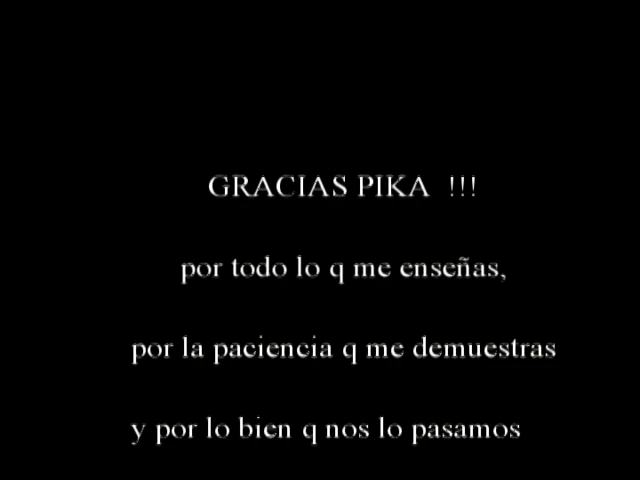 GRACIAS PIKA !!!
por todo lo q me enseñas,
por la paciencia q me demuestras
y por lo bien q nos lo pasamos